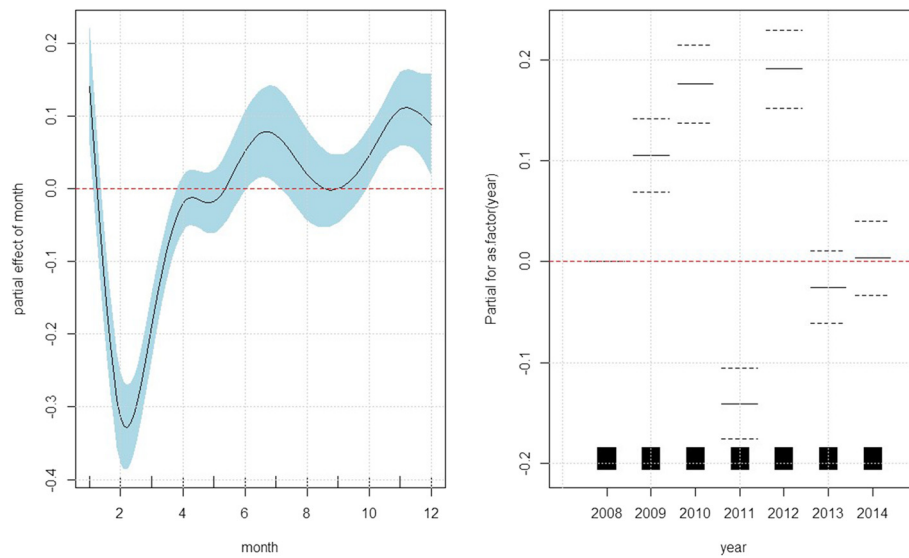 partial effect of month
0.2
0.1
0.0
-0.1
-0.2
-0.3
-0.4
2 4 6 8 10 12
month
Partial for as.factor(year)
0.2
0.1
0.0
-0.1
-0.2
2008 2009 2010 2011 2012 2013 2014
year